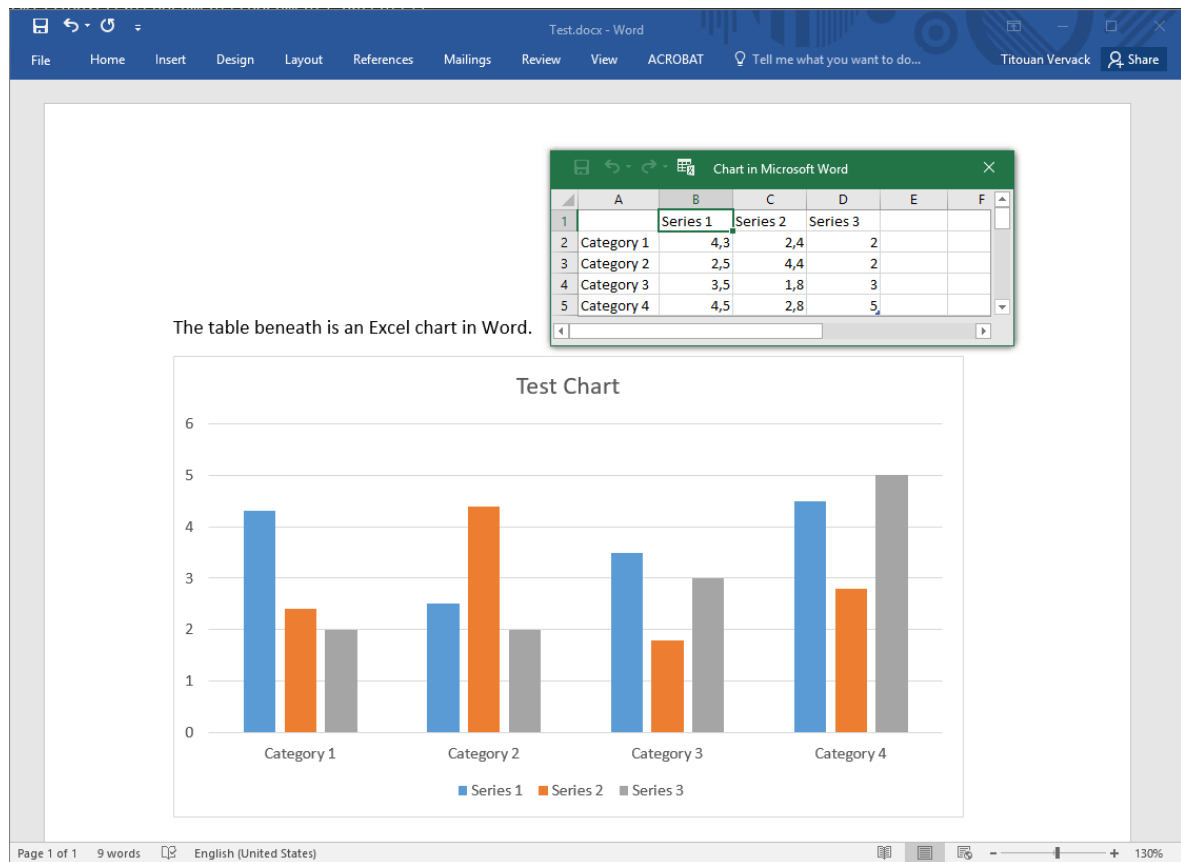 Test.docx - Word
File Home Insert Design Layout References Mailings Review View ACROBAT Tell me what you want to do... Titouan Vervack Share
Chart in Microsoft Word
A B C D E F
1 Series 1 Series 2 Series 3
2 Category 1 4,3 2,4 2
3 Category 2 2,5 4,4 2
4 Category 3 3,5 1,8 3
5 Category 4 4,5 2,8 5
The table beneath is an Excel chart in Word.
Test Chart
6
5
4
3
2
1
0
Category 1 Category 2 Category 3 Category 4
Series 1 Series 2 Series 3
Page 1 of 1 9 words English (United States) 130%